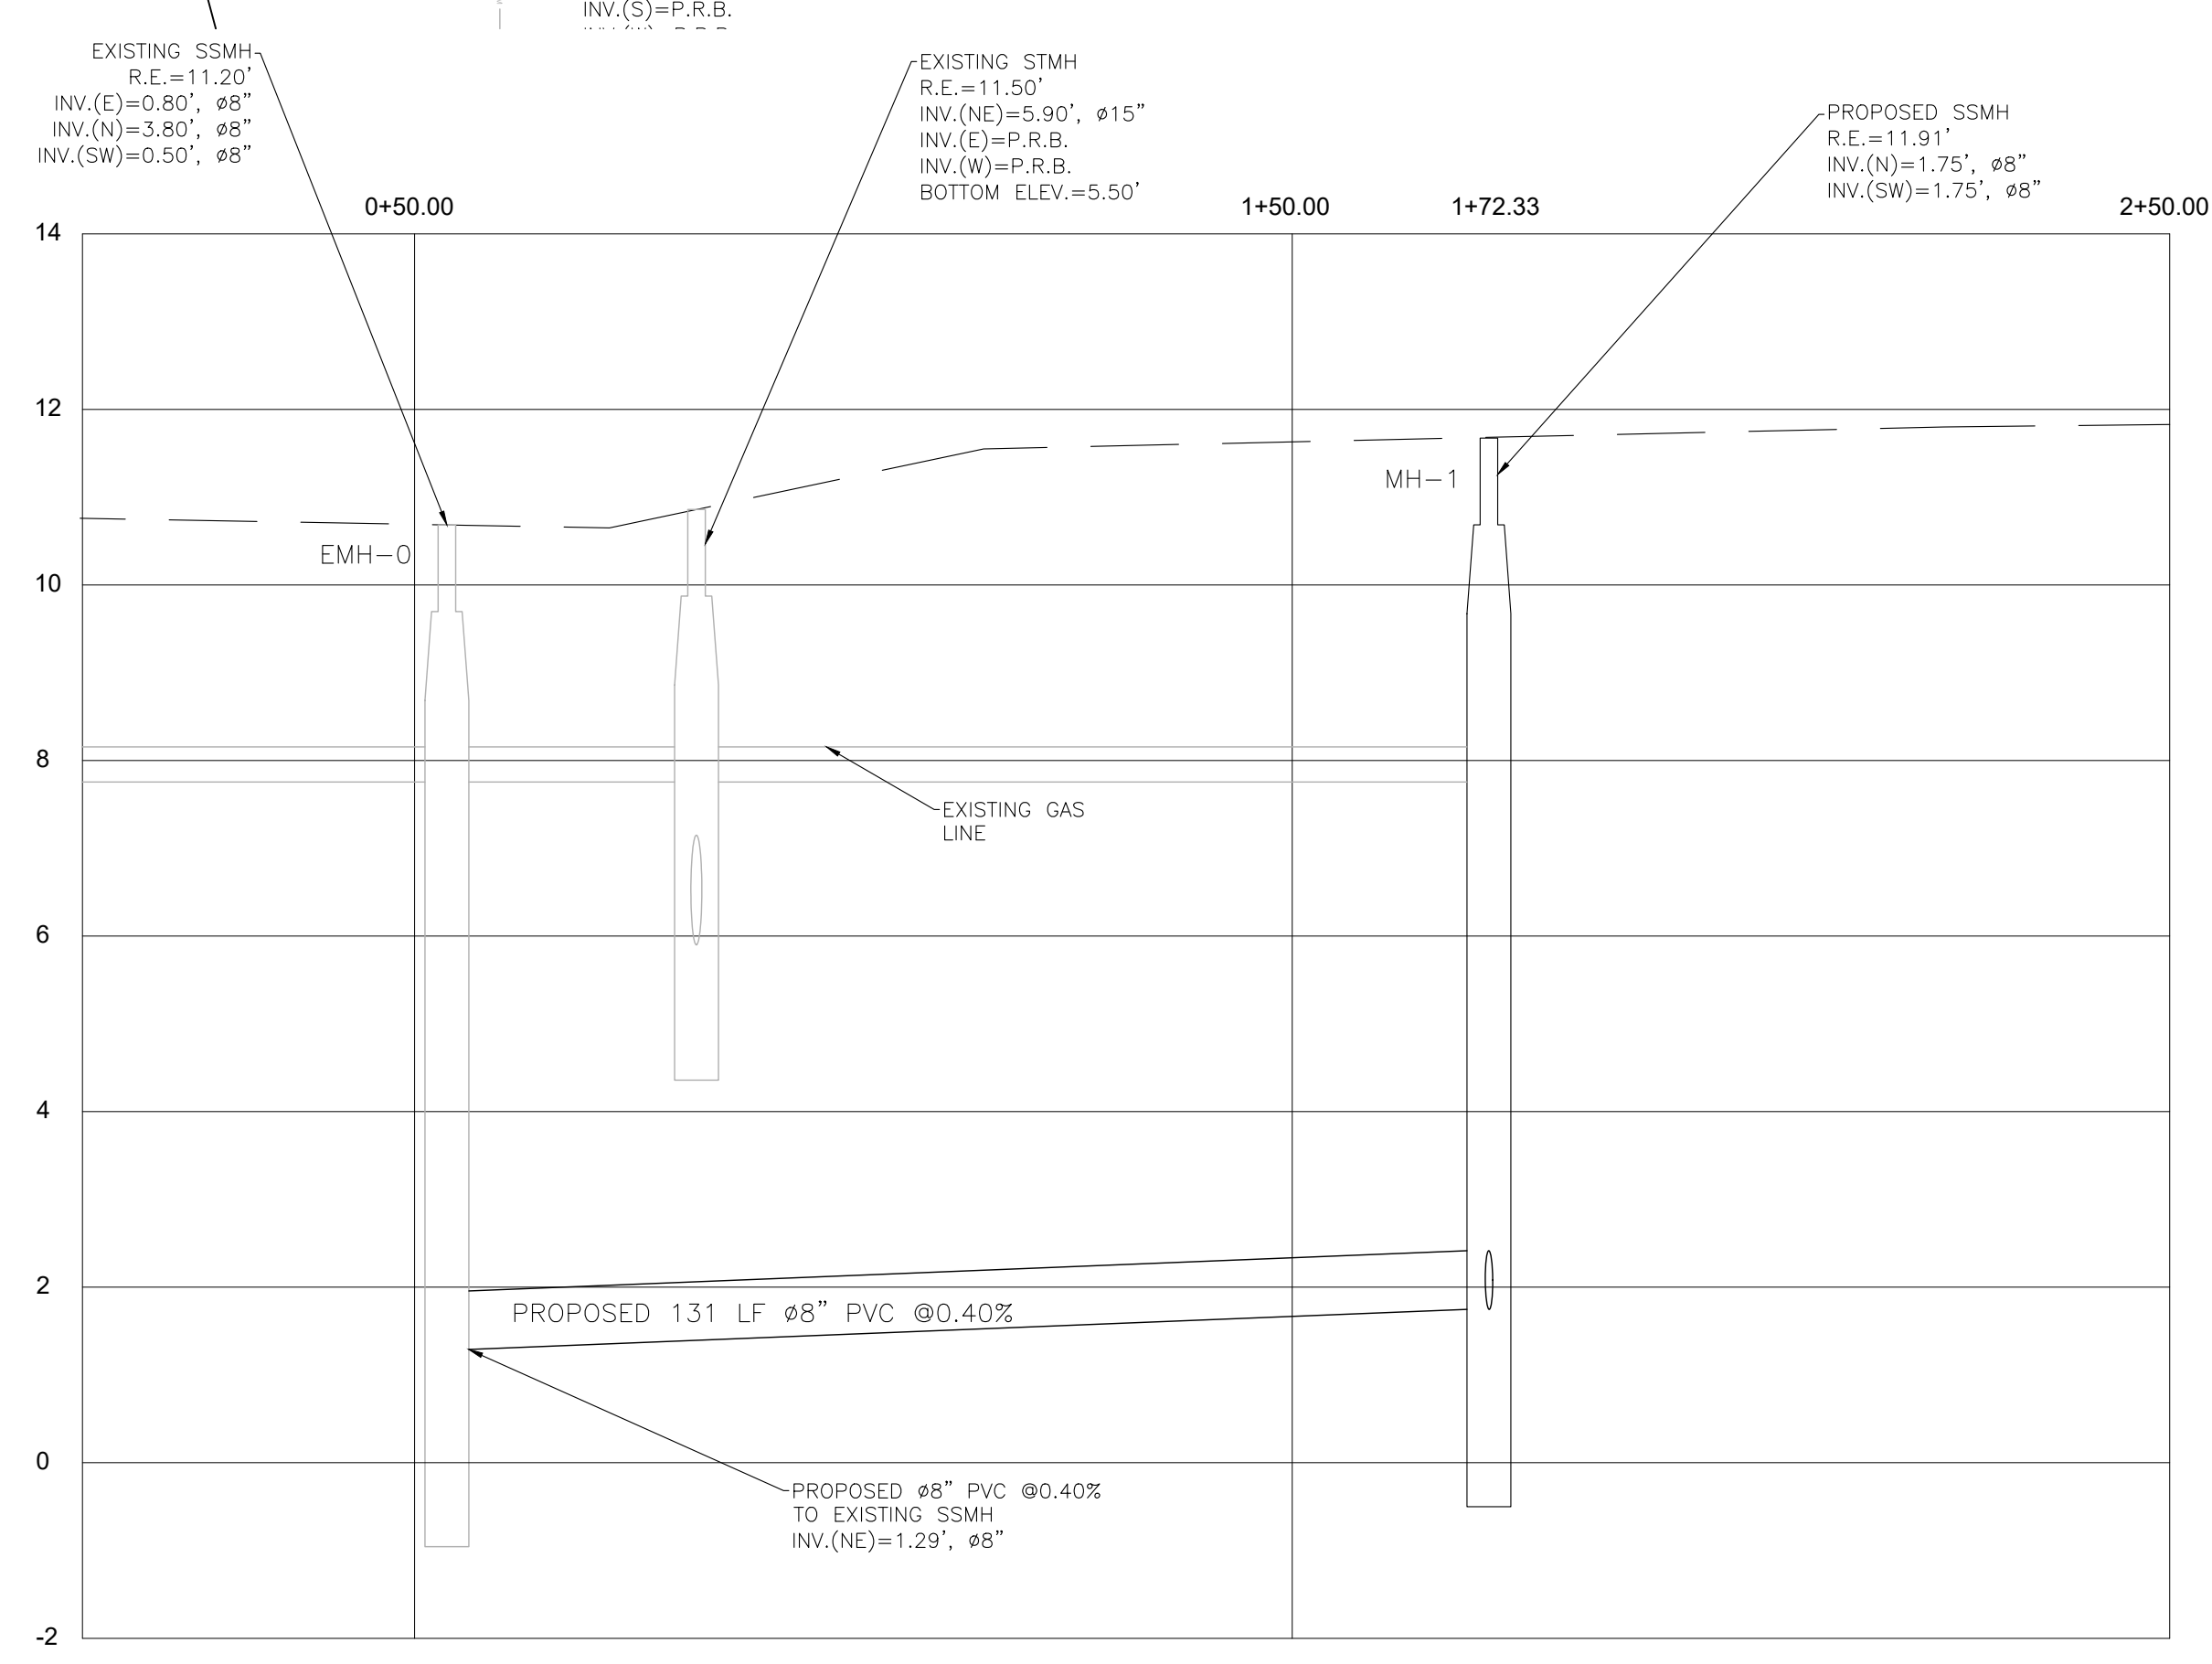 INV.(S)=P.R.B.
EXISTING SSMH
R.E.=11.20'
INV.(E)=0.80', ø8"
INV.(N)=3.80', ø8"
INV.(SW)=0.50', ø8"
EXISTING STMH
R.E.=11.50'
INV.(NE)=5.90', ø15"
INV.(E)=P.R.B.
INV.(W)=P.R.B.
BOTTOM ELEV.=5.50'
PROPOSED SSMH
R.E.=11.91'
INV.(N)=1.75', ø8"
INV.(SW)=1.75', ø8"
0+50.00
1+50.00
1+72.33
2+50.00
14
12
MH-1
EMH-0
10
8
EXISTING GAS
LINE
6
4
2
PROPOSED 131 LF ø8" PVC @0.40%
0
PROPOSED ø8" PVC @0.40%
TO EXISTING SSMH
INV.(NE)=1.29', ø8"
-2